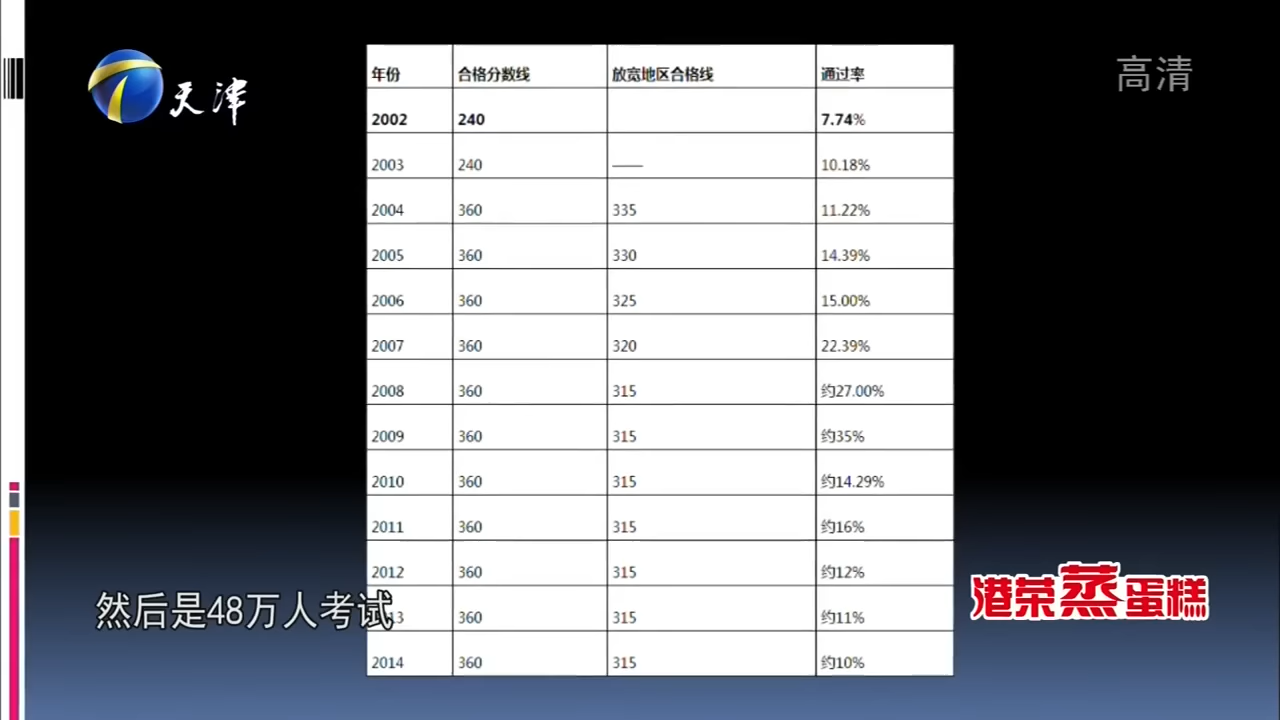 天津
高清
年份 合格分数线 放宽地区合格线 通过率
2002 240 7.74%
2003 240 —— 10.18%
2004 360 335 11.22%
2005 360 330 14.39%
2006 360 325 15.00%
2007 360 320 22.39%
2008 360 315 约27.00%
2009 360 315 约35%
2010 360 315 约14.29%
2011 360 315 约16%
2012 360 315 约12%
13 360 315 约11%
2014 360 315 约10%
然后是48万人考试
港荣蒸蛋糕